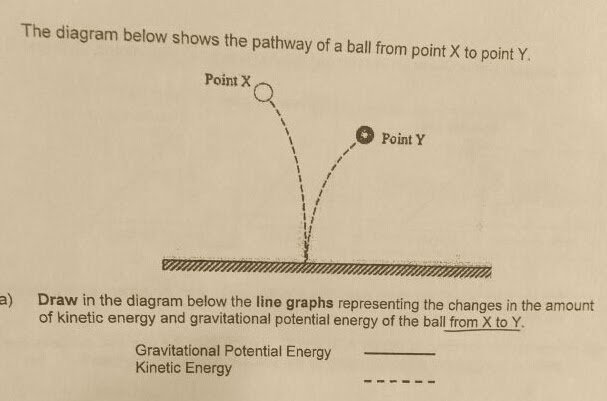 The diagram below shows the pathway of a ball from point X to point Y.
Point X
Point Y
a) Draw in the diagram below the line graphs representing the changes in the amount
of kinetic energy and gravitational potential energy of the ball from X to Y.
Gravitational Potential Energy
Kinetic Energy